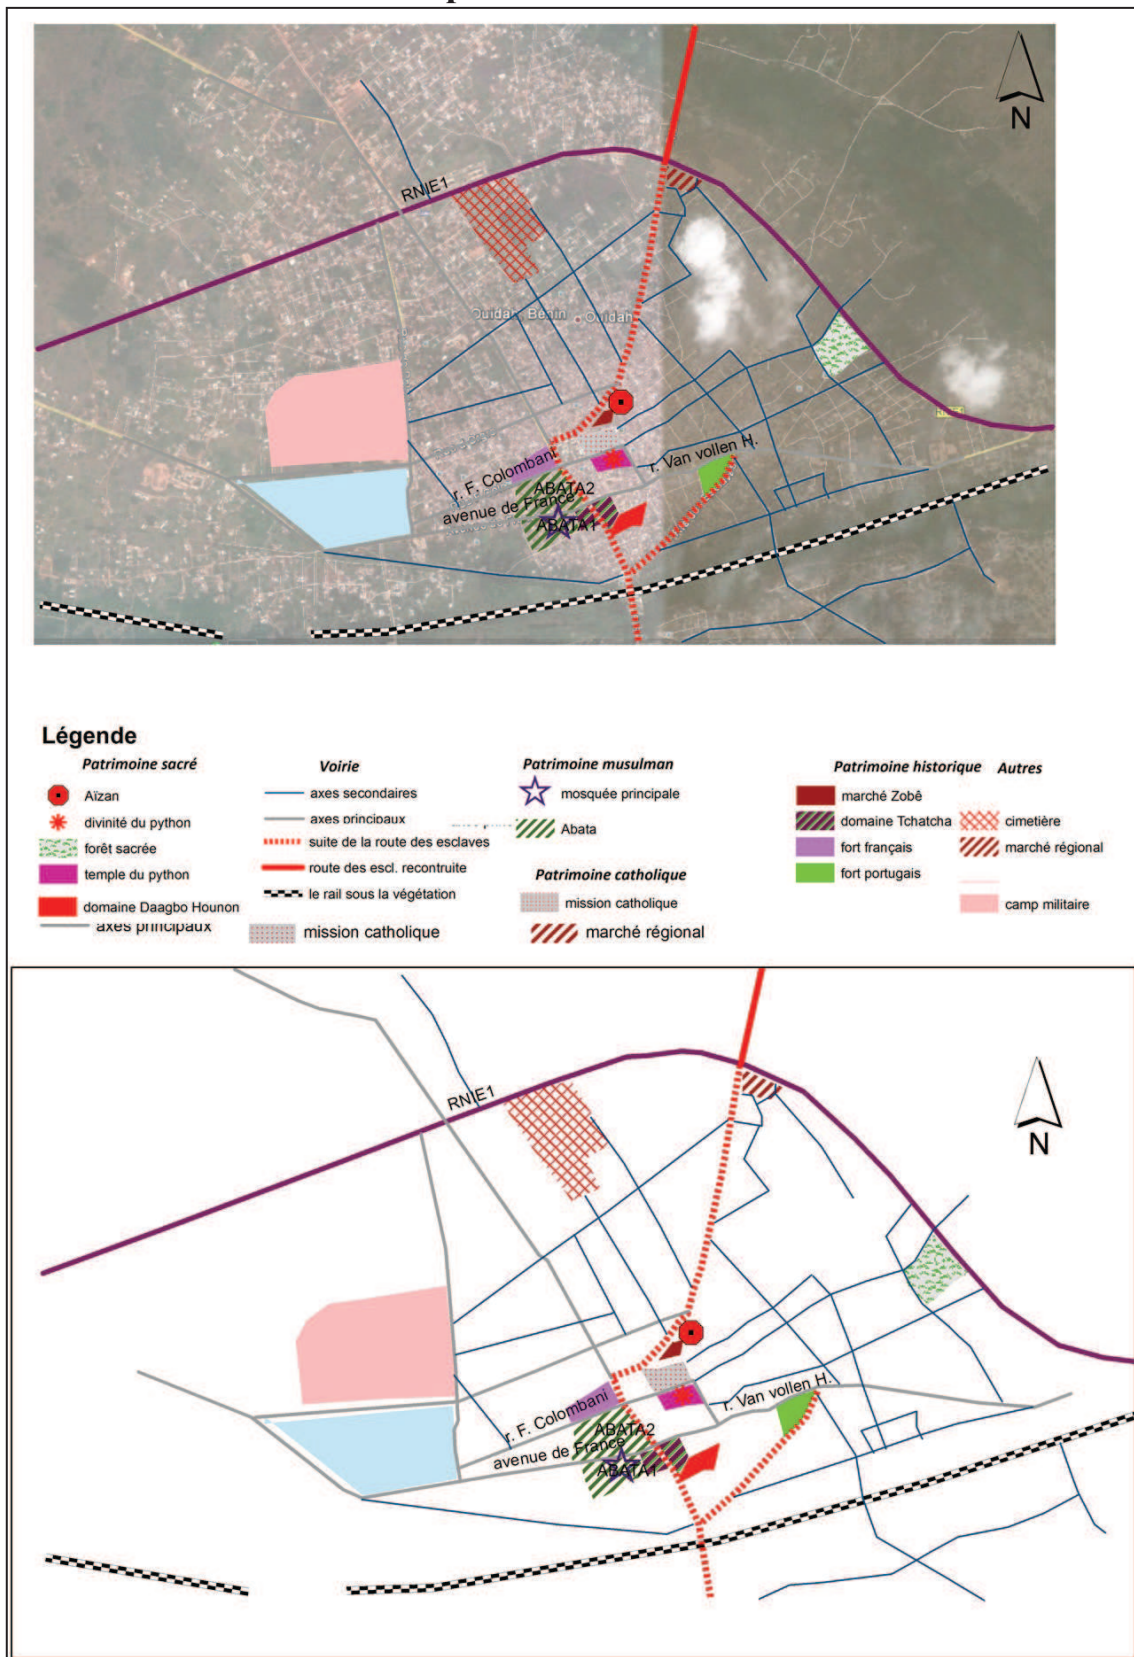 N
RNIE1
Ouidah, Bénin
Ouidah
RNIE1
r. F. Colombani
r. Van vollen H.
ABATA2
avenue de France
ABATA1
Légende
Patrimoine sacré
Aïzan
divinité du python
forêt sacrée
temple du python
domaine Daagbo Hounon
axes principaux
Voirie
axes secondaires
axes principaux
suite de la route des esclaves
route des escl. recontruite
le rail sous la végétation
mission catholique
Patrimoine musulman
mosquée principale
Abata
Patrimoine catholique
mission catholique
marché régional
Patrimoine historique
marché Zobê
domaine Tchatcha
fort français
fort portugais
Autres
cimetière
marché régional
camp militaire
RNIE1
N
r. F. Colombani
r. Van vollen H.
ABATA2
avenue de France
ABATA1